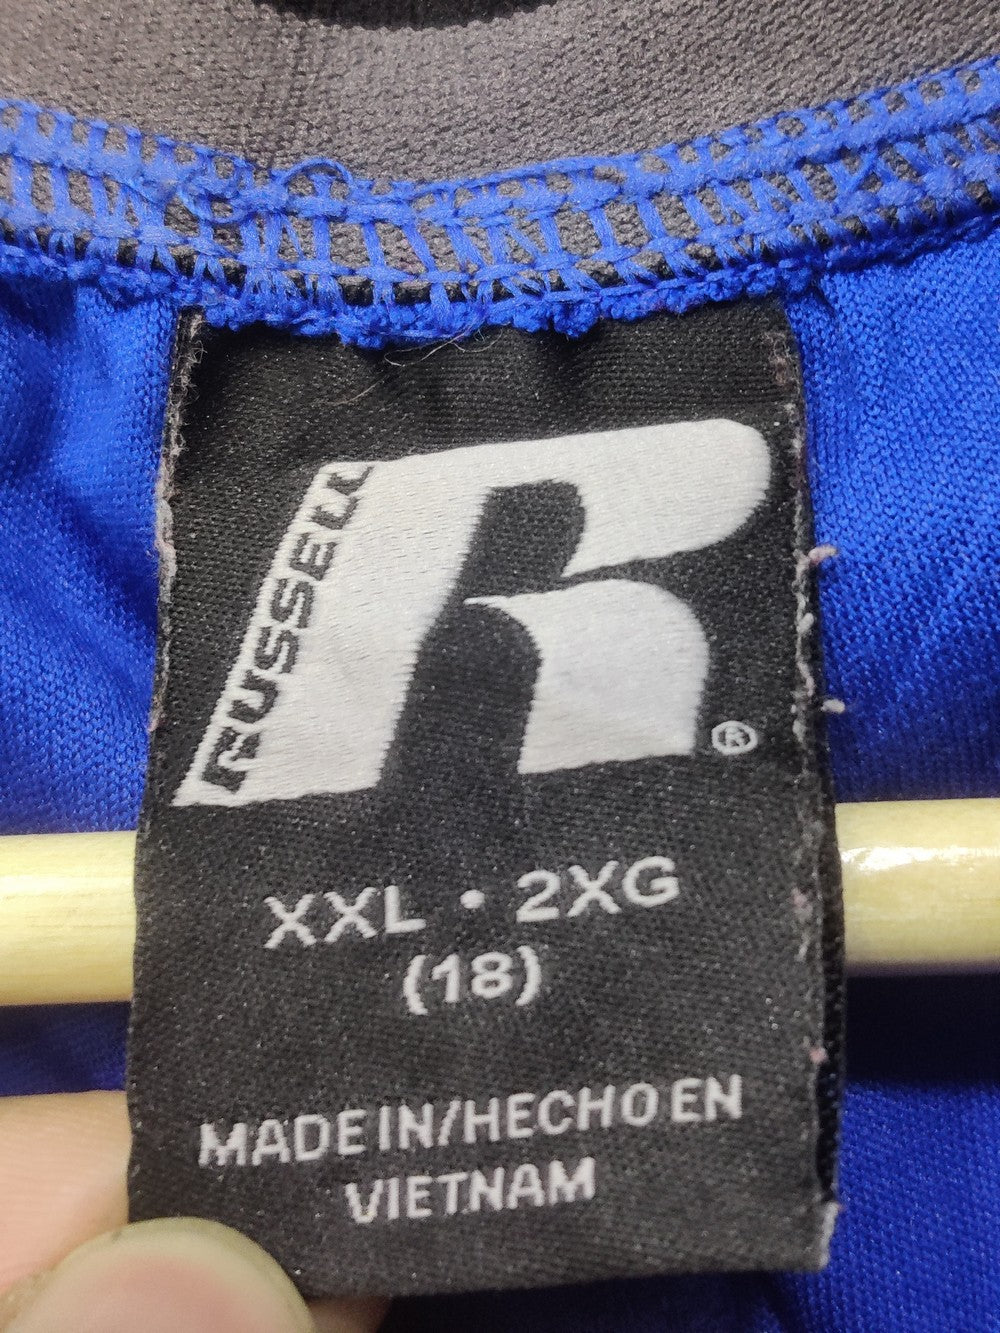 RUSSELL
R
®
XXL • 2XG
(18)
MADE IN/HECHO EN
VIETNAM